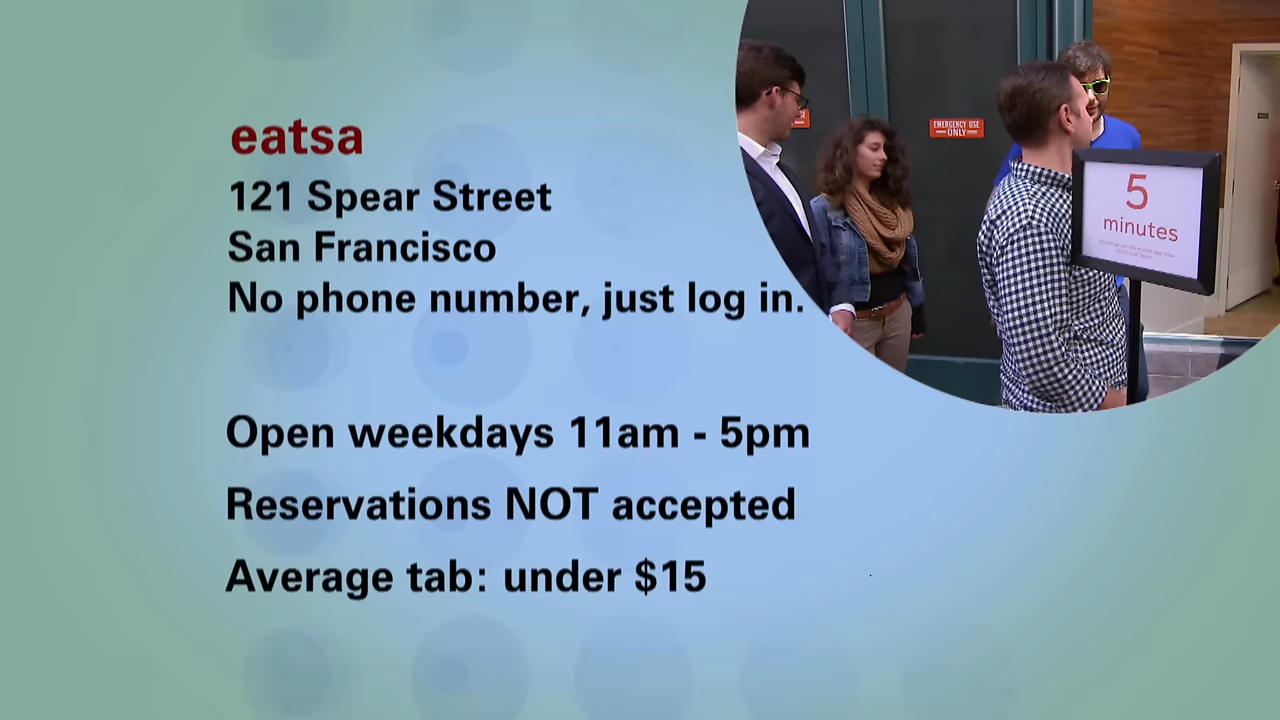 eatsa
121 Spear Street
San Francisco
No phone number, just log in.
Open weekdays 11am - 5pm
Reservations NOT accepted
Average tab: under $15
EMERGENCY USE
ONLY
5
minutes